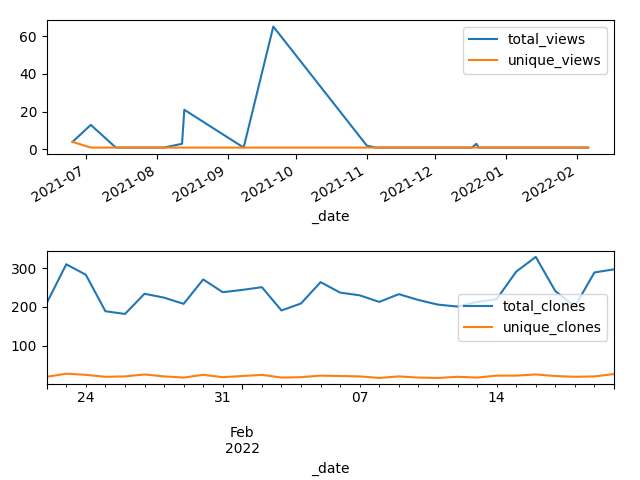 60
40
20
0
total_views
unique_views
2021-07
2021-08
2021-09
2021-10
2021-11
2021-12
2022-01
2022-02
_date
300
200
100
total_clones
unique_clones
24
31
07
14
Feb
2022
_date